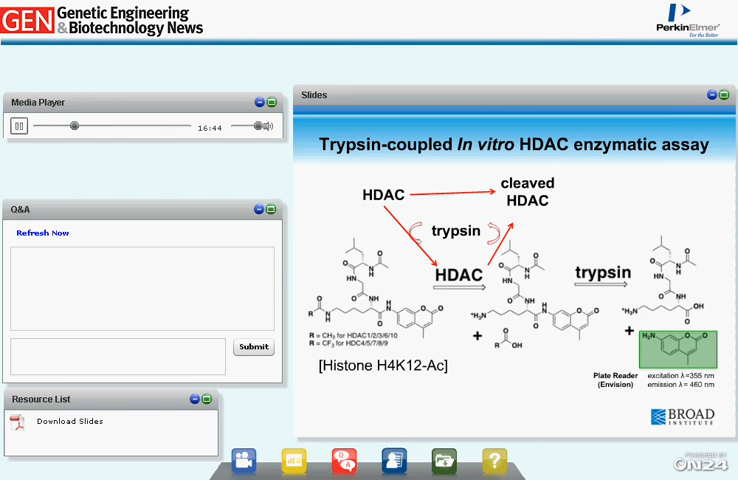 GEN Genetic Engineering
& Biotechnology News
PerkinElmer
For the Better
Media Player
16:44
Q&A
Refresh Now
Submit
Resource List
Download Slides
Slides
Trypsin-coupled In vitro HDAC enzymatic assay
HDAC
cleaved
HDAC
trypsin
HDAC
trypsin
R = CH₃ for HDAC1/2/3/6/10
R = CF₃ for HDC4/5/7/8/9
[Histone H4K12-Ac]
+
+
Plate Reader
(Envision)
excitation λ=355 nm
emission λ= 460 nm
BROAD
INSTITUTE
Q
A
?
POWERED BY
ON24